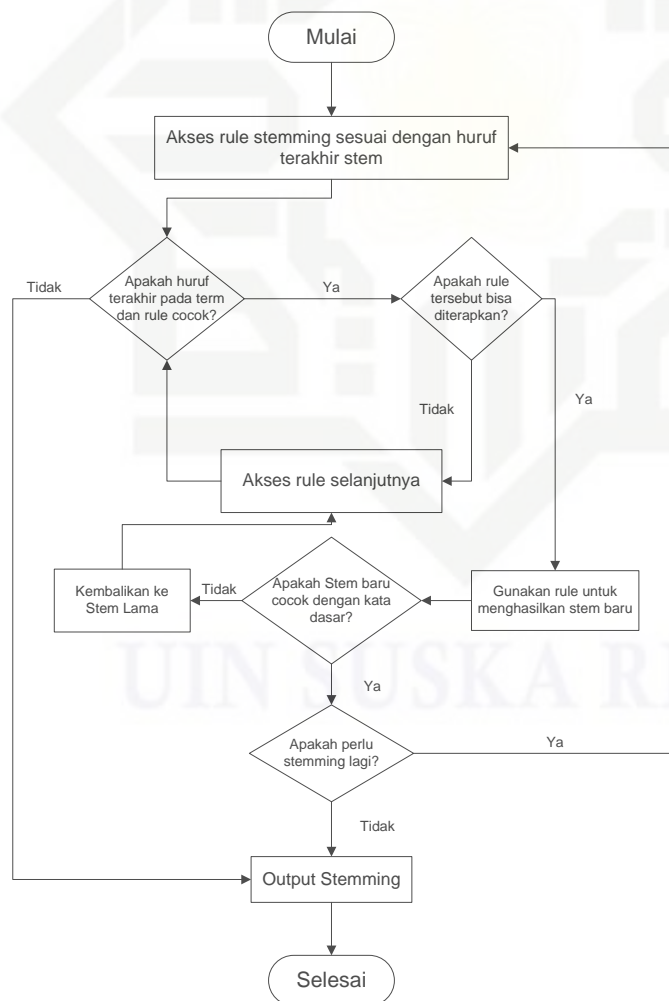 Mulai
Akses rule stemming sesuai dengan huruf
terakhir stem
Tidak
Apakah huruf
terakhir pada term
dan rule cocok?
Ya
Apakah rule
tersebut bisa
diterapkan?
Tidak
Ya
Akses rule selanjutnya
Kembalikan ke
Stem Lama
Tidak
Apakah Stem baru
cocok dengan kata
dasar?
Gunakan rule untuk
menghasilkan stem baru
UIN SUSKA R
Ya
Apakah perlu
stemming lagi?
Ya
Tidak
Output Stemming
Selesai